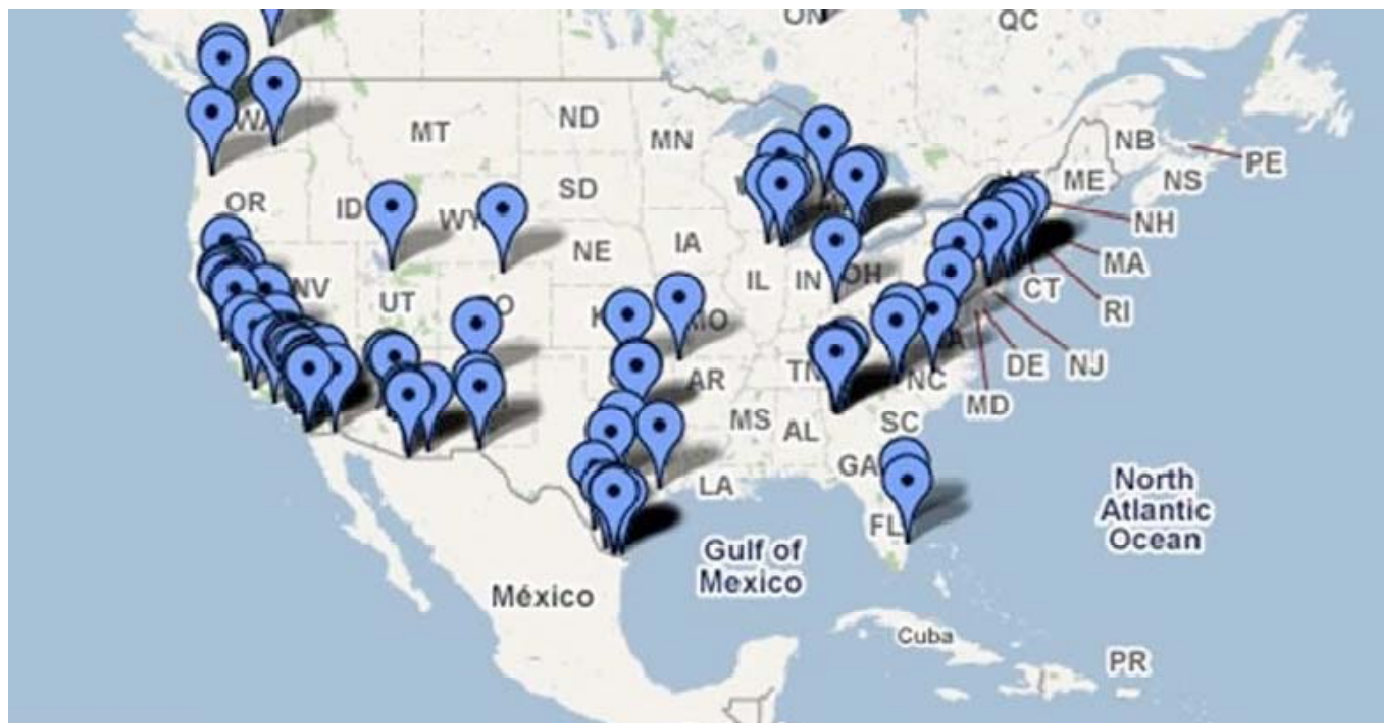 ON
QC
WA
MT
ND
MN
NB
PE
OR
ID
SD
ME
NS
WY
NH
NE
IA
MA
NV
UT
IL
IN
OH
CT
RI
MO
TN
AR
NC
DE
NJ
MD
MS
AL
SC
GA
LA
FL
North
Atlantic
Ocean
Gulf of
Mexico
México
Cuba
PR